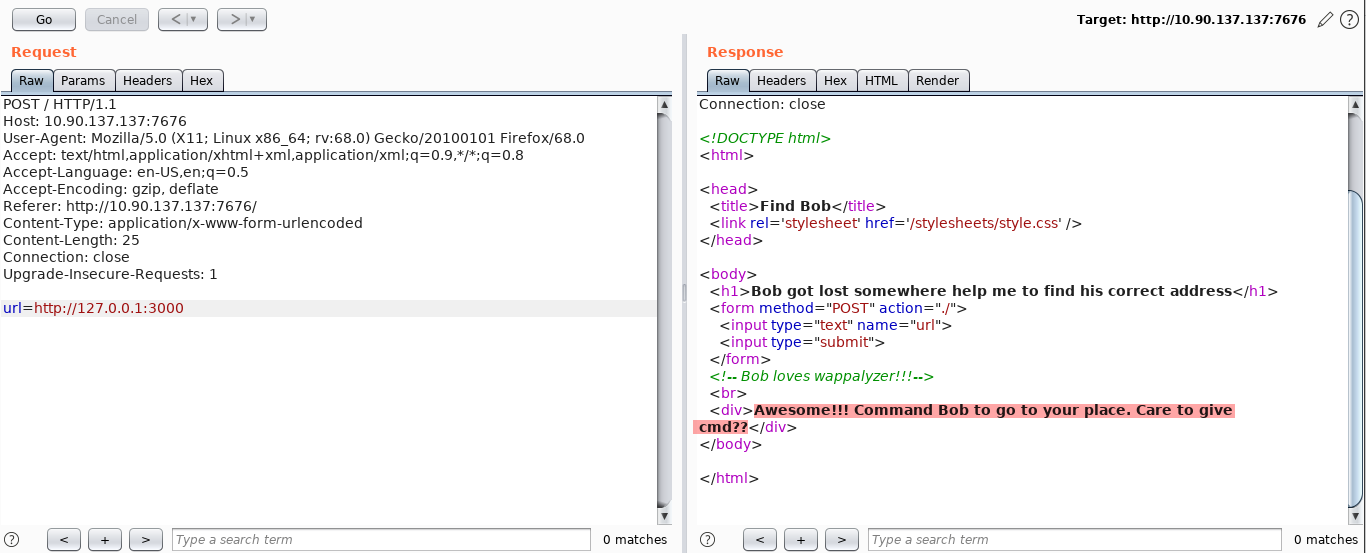 Go Cancel < ▼ > ▼ Target: http://10.90.137.137:7676 ?
Request
Raw Params Headers Hex
POST / HTTP/1.1
Host: 10.90.137.137:7676
User-Agent: Mozilla/5.0 (X11; Linux x86_64; rv:68.0) Gecko/20100101 Firefox/68.0
Accept: text/html,application/xhtml+xml,application/xml;q=0.9,*/*;q=0.8
Accept-Language: en-US,en;q=0.5
Accept-Encoding: gzip, deflate
Referer: http://10.90.137.137:7676/
Content-Type: application/x-www-form-urlencoded
Content-Length: 25
Connection: close
Upgrade-Insecure-Requests: 1
url=http://127.0.0.1:3000
? < + > Type a search term 0 matches
Response
Raw Headers Hex HTML Render
Connection: close
<!DOCTYPE html>
<html>
<head>
<title>Find Bob</title>
<link rel='stylesheet' href='/stylesheets/style.css' />
</head>
<body>
<h1>Bob got lost somewhere help me to find his correct address</h1>
<form method="POST" action="./">
<input type="text" name="url">
<input type="submit">
</form>
<!-- Bob loves wappalyzer!!!-->
<br>
<div>Awesome!!! Command Bob to go to your place. Care to give
cmd??</div>
</body>
</html>
? < + > Type a search term 0 matches